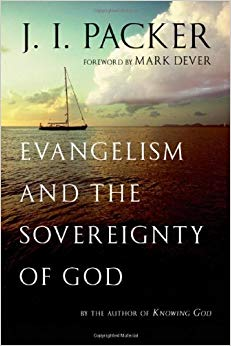 J. I. PACKER
FOREWORD BY MARK DEVER
EVANGELISM
AND THE
SOVEREIGNTY
OF GOD
BY THE AUTHOR OF KNOWING GOD